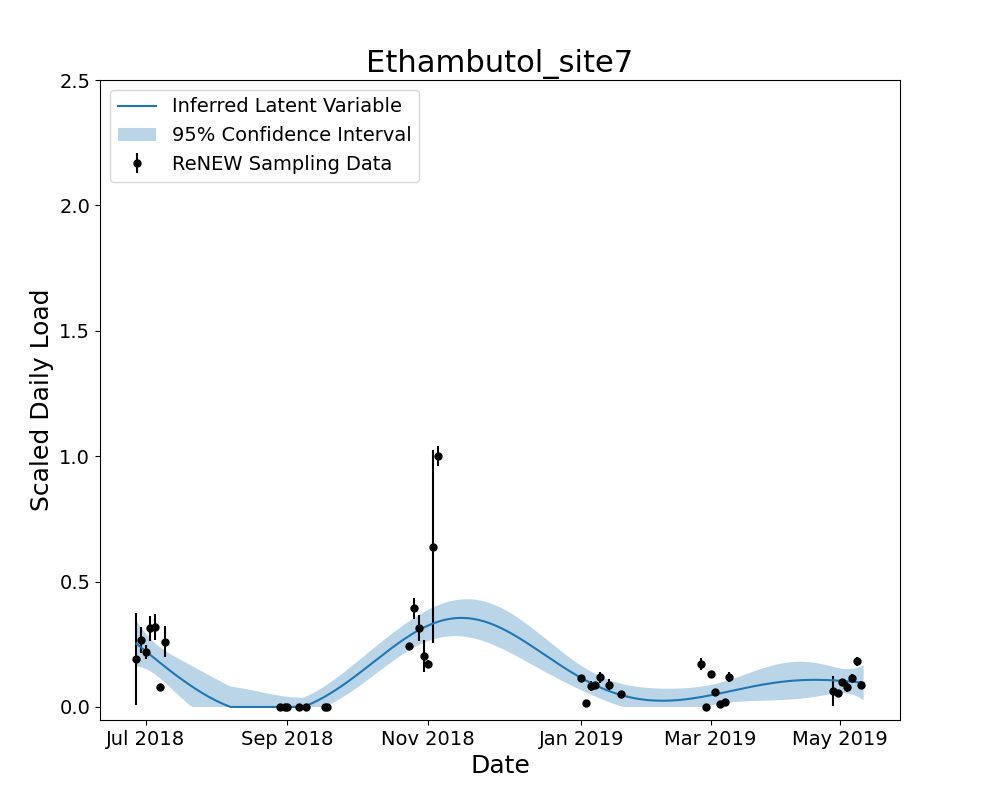 Ethambutol_site7
2.5
2.0
1.5
1.0
0.5
0.0
Scaled Daily Load
Inferred Latent Variable
95% Confidence Interval
ReNEW Sampling Data
Jul 2018
Sep 2018
Nov 2018
Jan 2019
Mar 2019
May 2019
Date